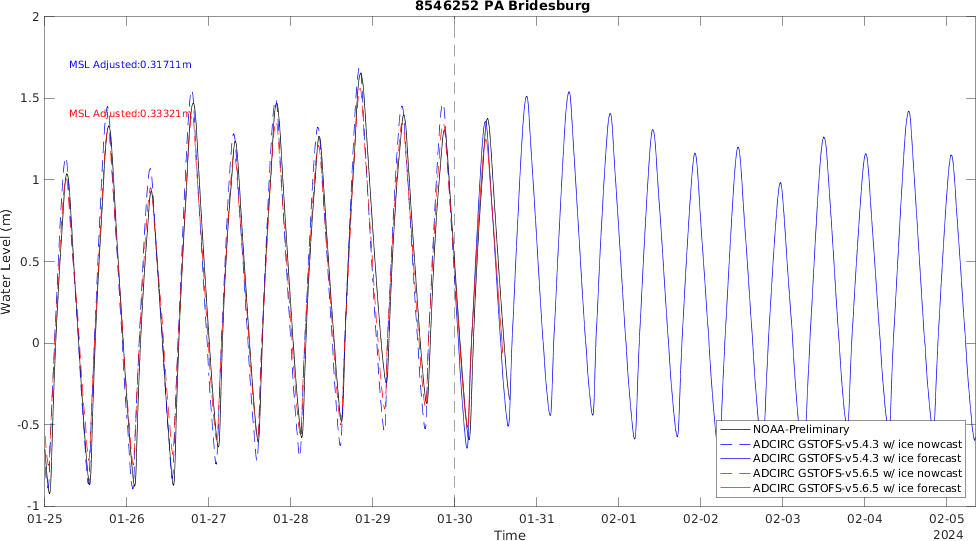 8546252 PA Bridesburg
MSL Adjusted:0.31711m
MSL Adjusted:0.33321m
Water Level (m)
2
1.5
1
0.5
0
-0.5
-1
NOAA-Preliminary
ADCIRC GSTOFS-v5.4.3 w/ ice nowcast
ADCIRC GSTOFS-v5.4.3 w/ ice forecast
ADCIRC GSTOFS-v5.6.5 w/ ice nowcast
ADCIRC GSTOFS-v5.6.5 w/ ice forecast
01-25 01-26 01-27 01-28 01-29 01-30 01-31 02-01 02-02 02-03 02-04 02-05
Time
2024